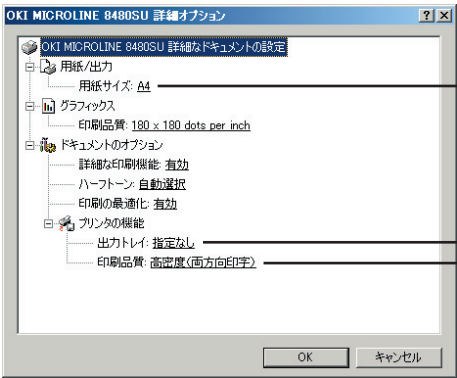 OKI MICROLINE 8480SU 詳細オプション
OKI MICROLINE 8480SU 詳細なドキュメントの設定
用紙/出力
用紙サイズ: A4
グラフィックス
印刷品質: 180 x 180 dots per inch
ドキュメントのオプション
詳細な印刷機能: 有効
ハーフトーン: 自動選択
印刷の最適化: 有効
プリンタの機能
出力トレイ: 指定なし
印刷品質: 高密度(両方向印字)
OK
キャンセル